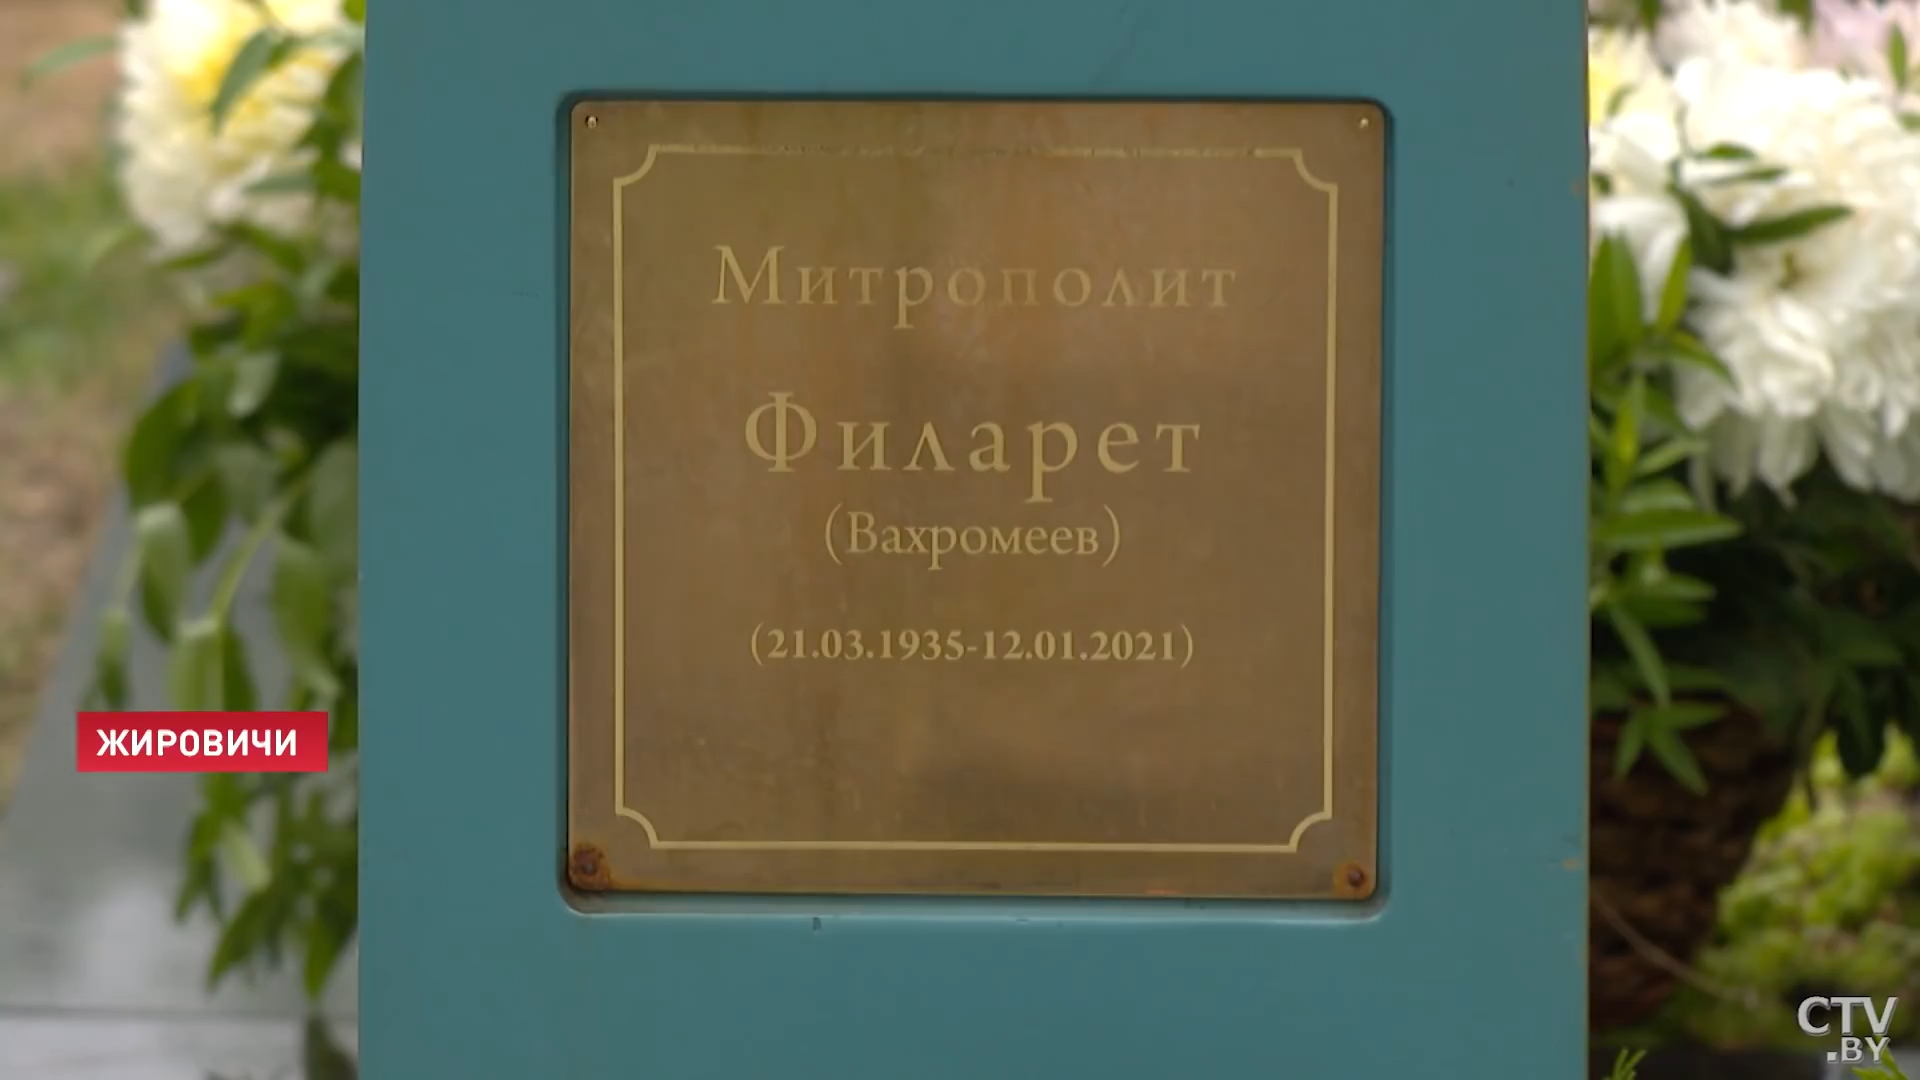 Митрополит
Филарет
(Вахромеев)
(21.03.1935-12.01.2021)
ЖИРОВИЧИ
CTV
.BY